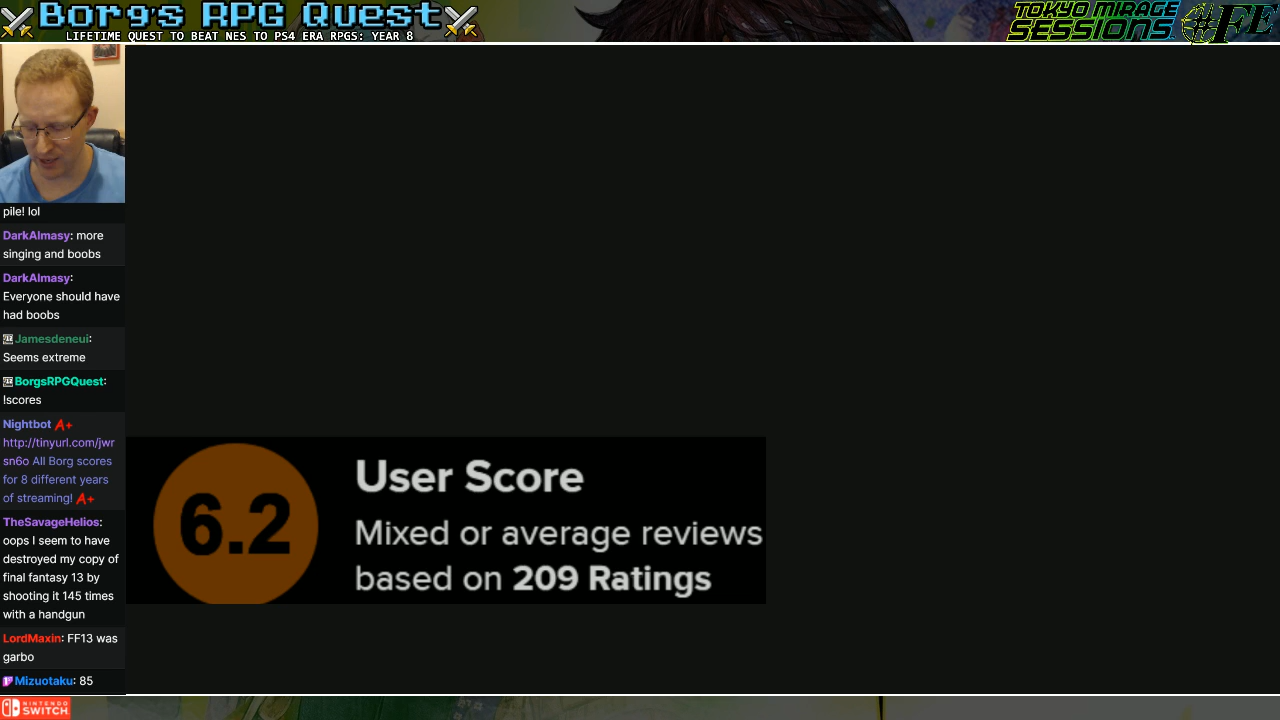 Borg's RPG Quest
LIFETIME QUEST TO BEAT NES TO PS4 ERA RPGS: YEAR 8
TOKYO MIRAGE
SESSIONS
#FE
pile! lol
DarkAlmasy: more
singing and boobs
DarkAlmasy:
Everyone should have
had boobs
Jamesdeneui:
Seems extreme
BorgsRPGQuest:
!scores
Nightbot A+
http://tinyurl.com/jwr
sn6o All Borg scores
for 8 different years
of streaming! A+
TheSavageHelios:
oops I seem to have
destroyed my copy of
final fantasy 13 by
shooting it 145 times
with a handgun
LordMaxin: FF13 was
garbo
Mizuotaku: 85
6.2
User Score
Mixed or average reviews
based on 209 Ratings
NINTENDO
SWITCH